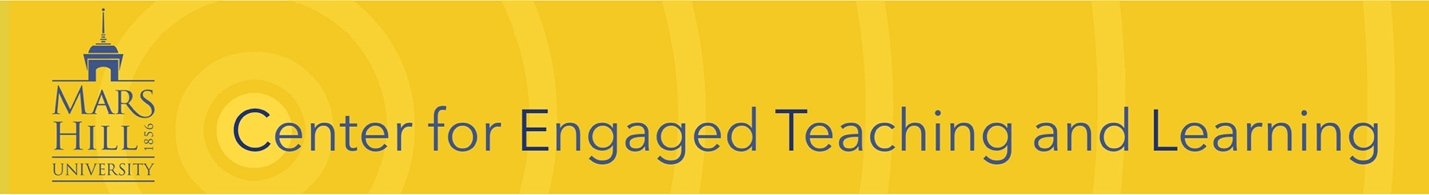 MARS
HILL
1856
UNIVERSITY
Center for Engaged Teaching and Learning